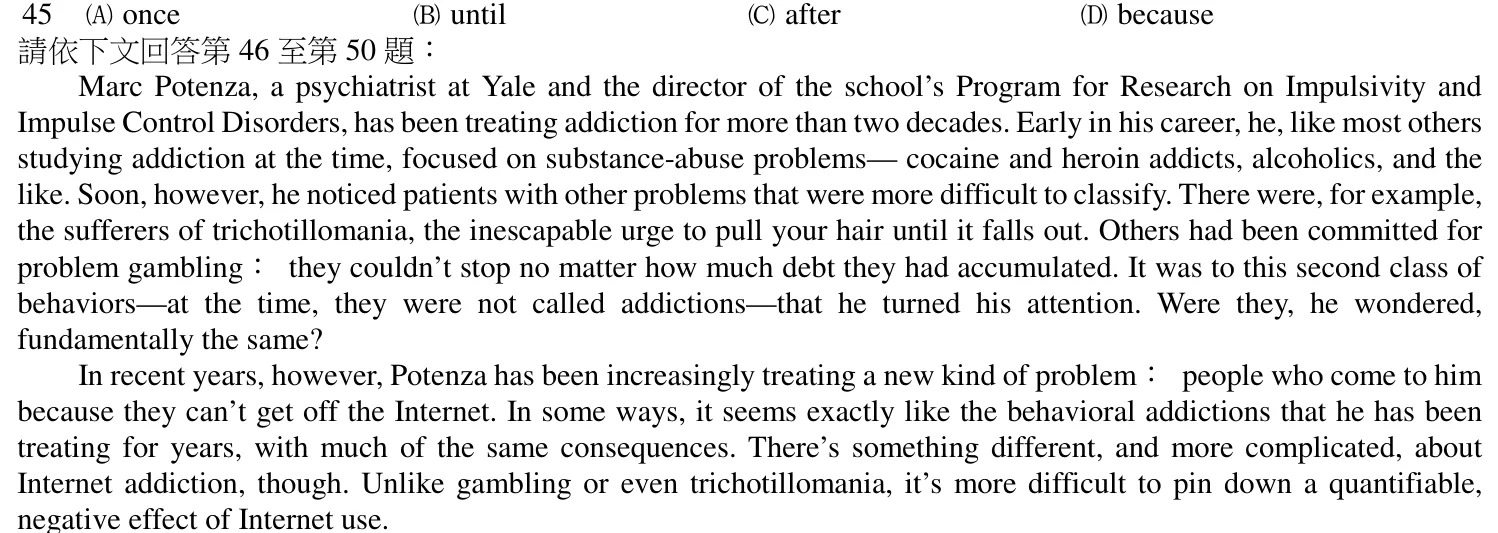 45 (A) once (B) until (C) after (D) because
請依下文回答第 46 至第 50 題：
Marc Potenza, a psychiatrist at Yale and the director of the school’s Program for Research on Impulsivity and
Impulse Control Disorders, has been treating addiction for more than two decades. Early in his career, he, like most others
studying addiction at the time, focused on substance-abuse problems— cocaine and heroin addicts, alcoholics, and the
like. Soon, however, he noticed patients with other problems that were more difficult to classify. There were, for example,
the sufferers of trichotillomania, the inescapable urge to pull your hair until it falls out. Others had been committed for
problem gambling： they couldn’t stop no matter how much debt they had accumulated. It was to this second class of
behaviors—at the time, they were not called addictions—that he turned his attention. Were they, he wondered,
fundamentally the same?
In recent years, however, Potenza has been increasingly treating a new kind of problem： people who come to him
because they can’t get off the Internet. In some ways, it seems exactly like the behavioral addictions that he has been
treating for years, with much of the same consequences. There’s something different, and more complicated, about
Internet addiction, though. Unlike gambling or even trichotillomania, it’s more difficult to pin down a quantifiable,
negative effect of Internet use.